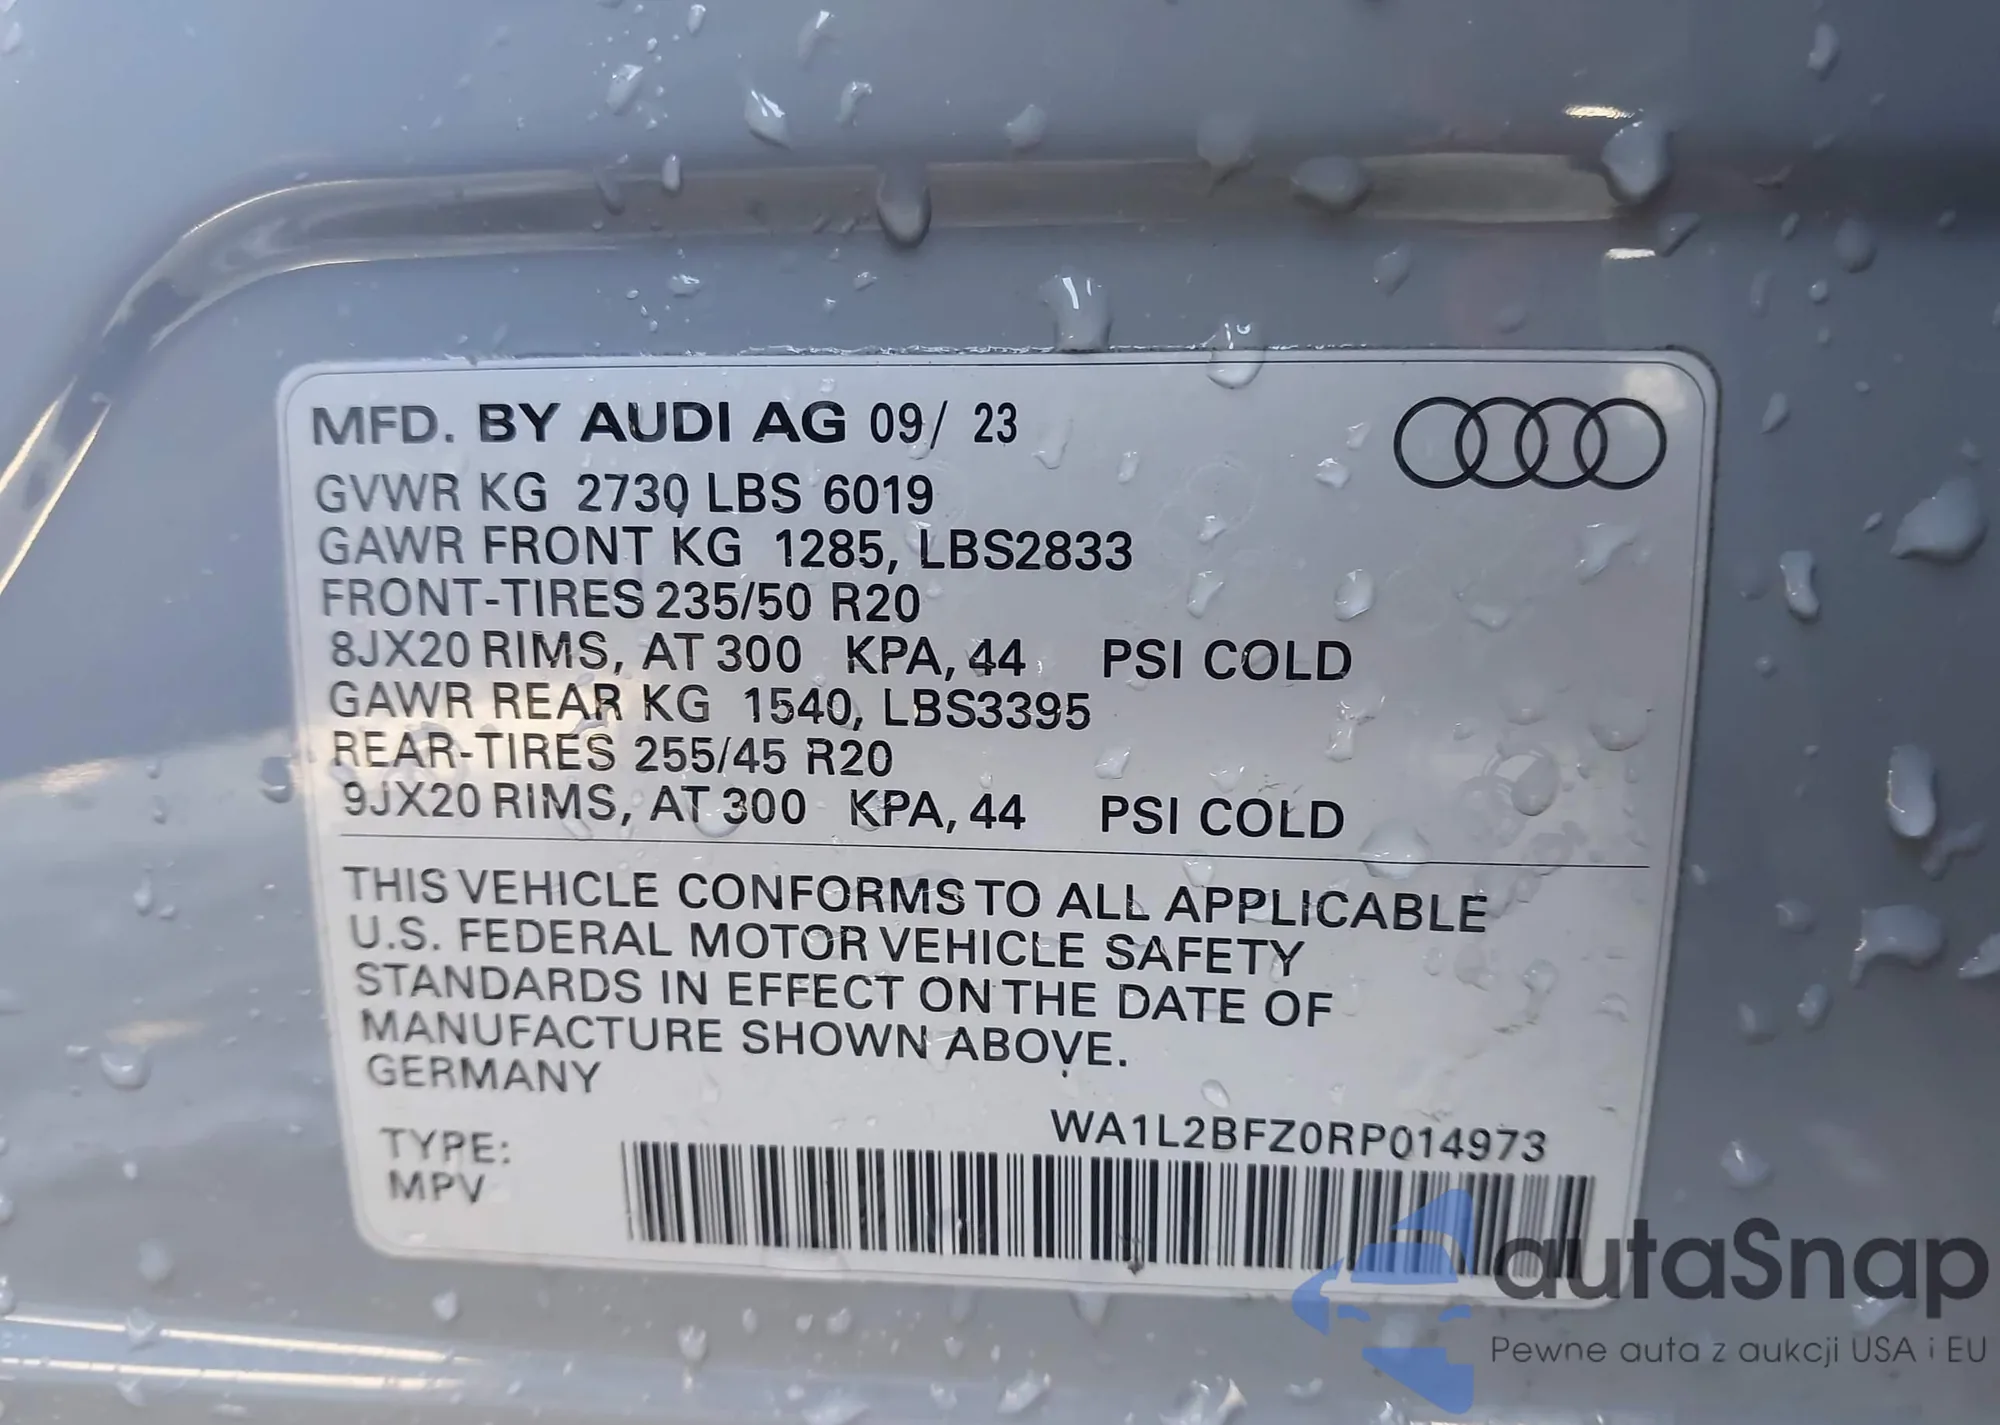 MFD. BY AUDI AG 09/ 23
GVWR KG 2730 LBS 6019
GAWR FRONT KG 1285, LBS2833
FRONT-TIRES 235/50 R20
8JX20 RIMS, AT 300 KPA, 44 PSI COLD
GAWR REAR KG 1540, LBS3395
REAR-TIRES 255/45 R20
9JX20 RIMS, AT 300 KPA, 44 PSI COLD
THIS VEHICLE CONFORMS TO ALL APPLICABLE
U.S. FEDERAL MOTOR VEHICLE SAFETY
STANDARDS IN EFFECT ON THE DATE OF
MANUFACTURE SHOWN ABOVE.
GERMANY
WA1L2BFZ0RP014973
TYPE:
MPV
autaSnap
Pewne auta z aukcji USA i EU